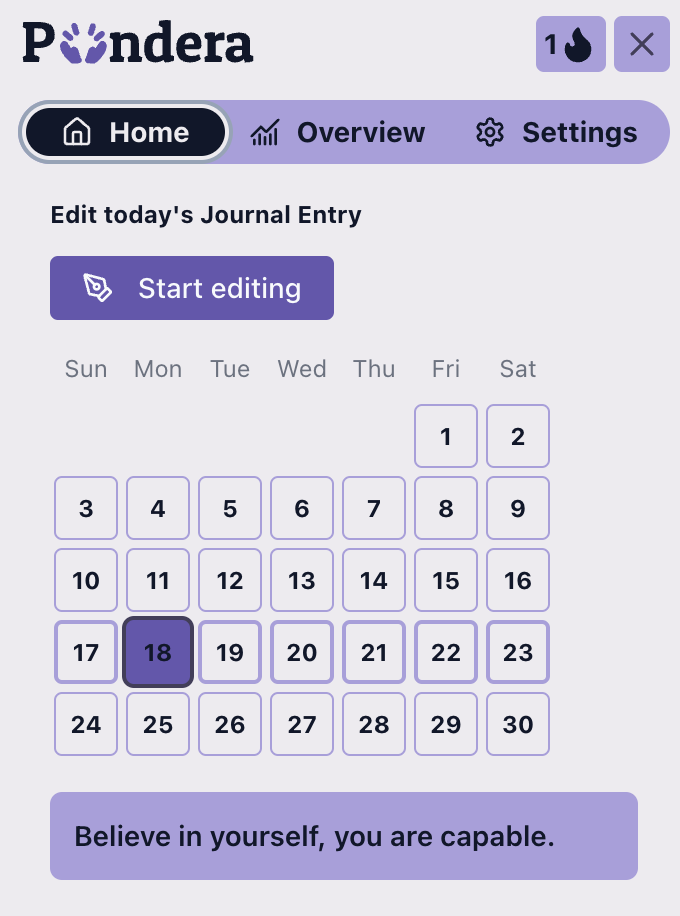 Pondera
1
Home Overview Settings
Edit today's Journal Entry
Start editing
Sun Mon Tue Wed Thu Fri Sat
1 2
3 4 5 6 7 8 9
10 11 12 13 14 15 16
17 18 19 20 21 22 23
24 25 26 27 28 29 30
Believe in yourself, you are capable.